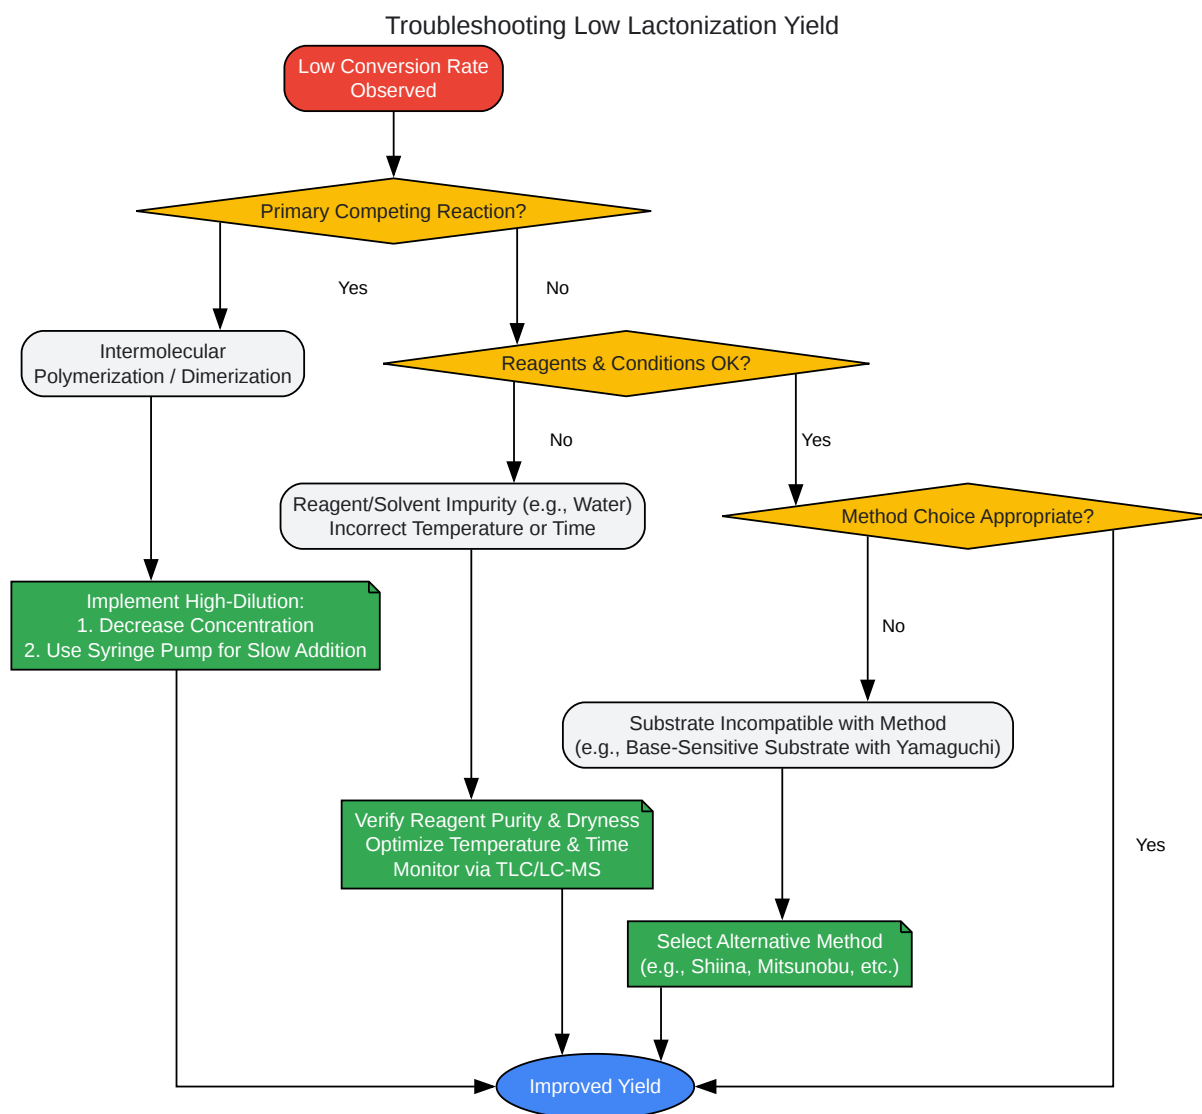 Troubleshooting Low Lactonization Yield
Low Conversion Rate
Observed
Primary Competing Reaction?
Yes
No
Intermolecular
Polymerization / Dimerization
Reagents & Conditions OK?
No
Yes
Reagent/Solvent Impurity (e.g., Water)
Incorrect Temperature or Time
Method Choice Appropriate?
Implement High-Dilution:
1. Decrease Concentration
2. Use Syringe Pump for Slow Addition
No
Substrate Incompatible with Method
(e.g., Base-Sensitive Substrate with Yamaguchi)
Verify Reagent Purity & Dryness
Optimize Temperature & Time
Monitor via TLC/LC-MS
Yes
Select Alternative Method
(e.g., Shiina, Mitsunobu, etc.)
Improved Yield